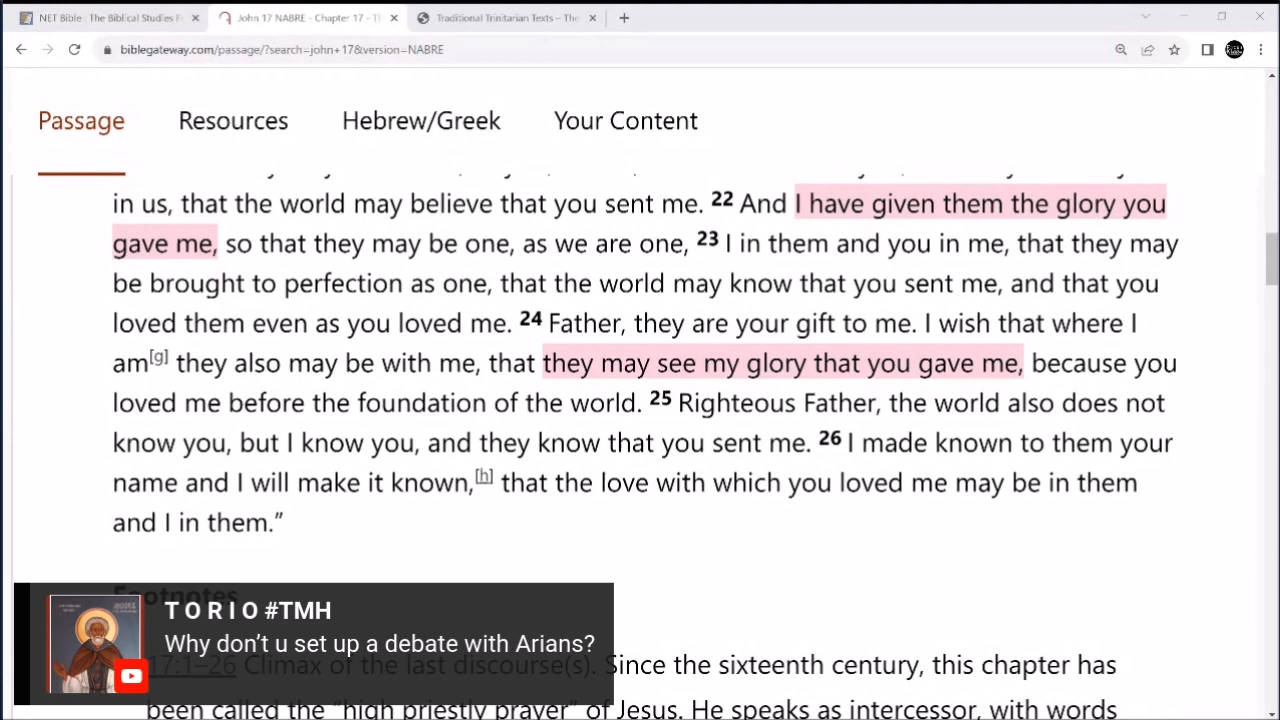 NET Bible | The Biblical Studies F
John 17 NABRE - Chapter 17 - Th
Traditional Trinitarian Texts – The
biblegateway.com/passage/?search=john+17&version=NABRE
Passage Resources Hebrew/Greek Your Content
in us, that the world may believe that you sent me. 22 And I have given them the glory you
gave me, so that they may be one, as we are one, 23 I in them and you in me, that they may
be brought to perfection as one, that the world may know that you sent me, and that you
loved them even as you loved me. 24 Father, they are your gift to me. I wish that where I
am[g] they also may be with me, that they may see my glory that you gave me, because you
loved me before the foundation of the world. 25 Righteous Father, the world also does not
know you, but I know you, and they know that you sent me. 26 I made known to them your
name and I will make it known,[h] that the love with which you loved me may be in them
and I in them.”
Footnotes
T O R I O #TMH
Why don’t u set up a debate with Arians?
17:1–26 Climax of the last discourse(s). Since the sixteenth century, this chapter has
been called the “high priestly prayer” of Jesus. He speaks as intercessor, with words